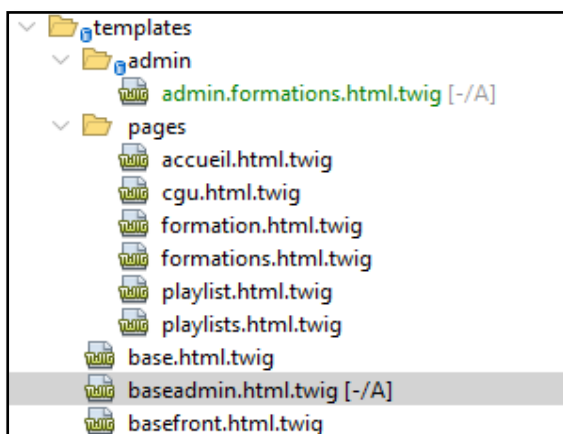 templates
admin
admin.formations.html.twig [-/A]
pages
accueil.html.twig
cgu.html.twig
formation.html.twig
formations.html.twig
playlist.html.twig
playlists.html.twig
base.html.twig
baseadmin.html.twig [-/A]
basefront.html.twig